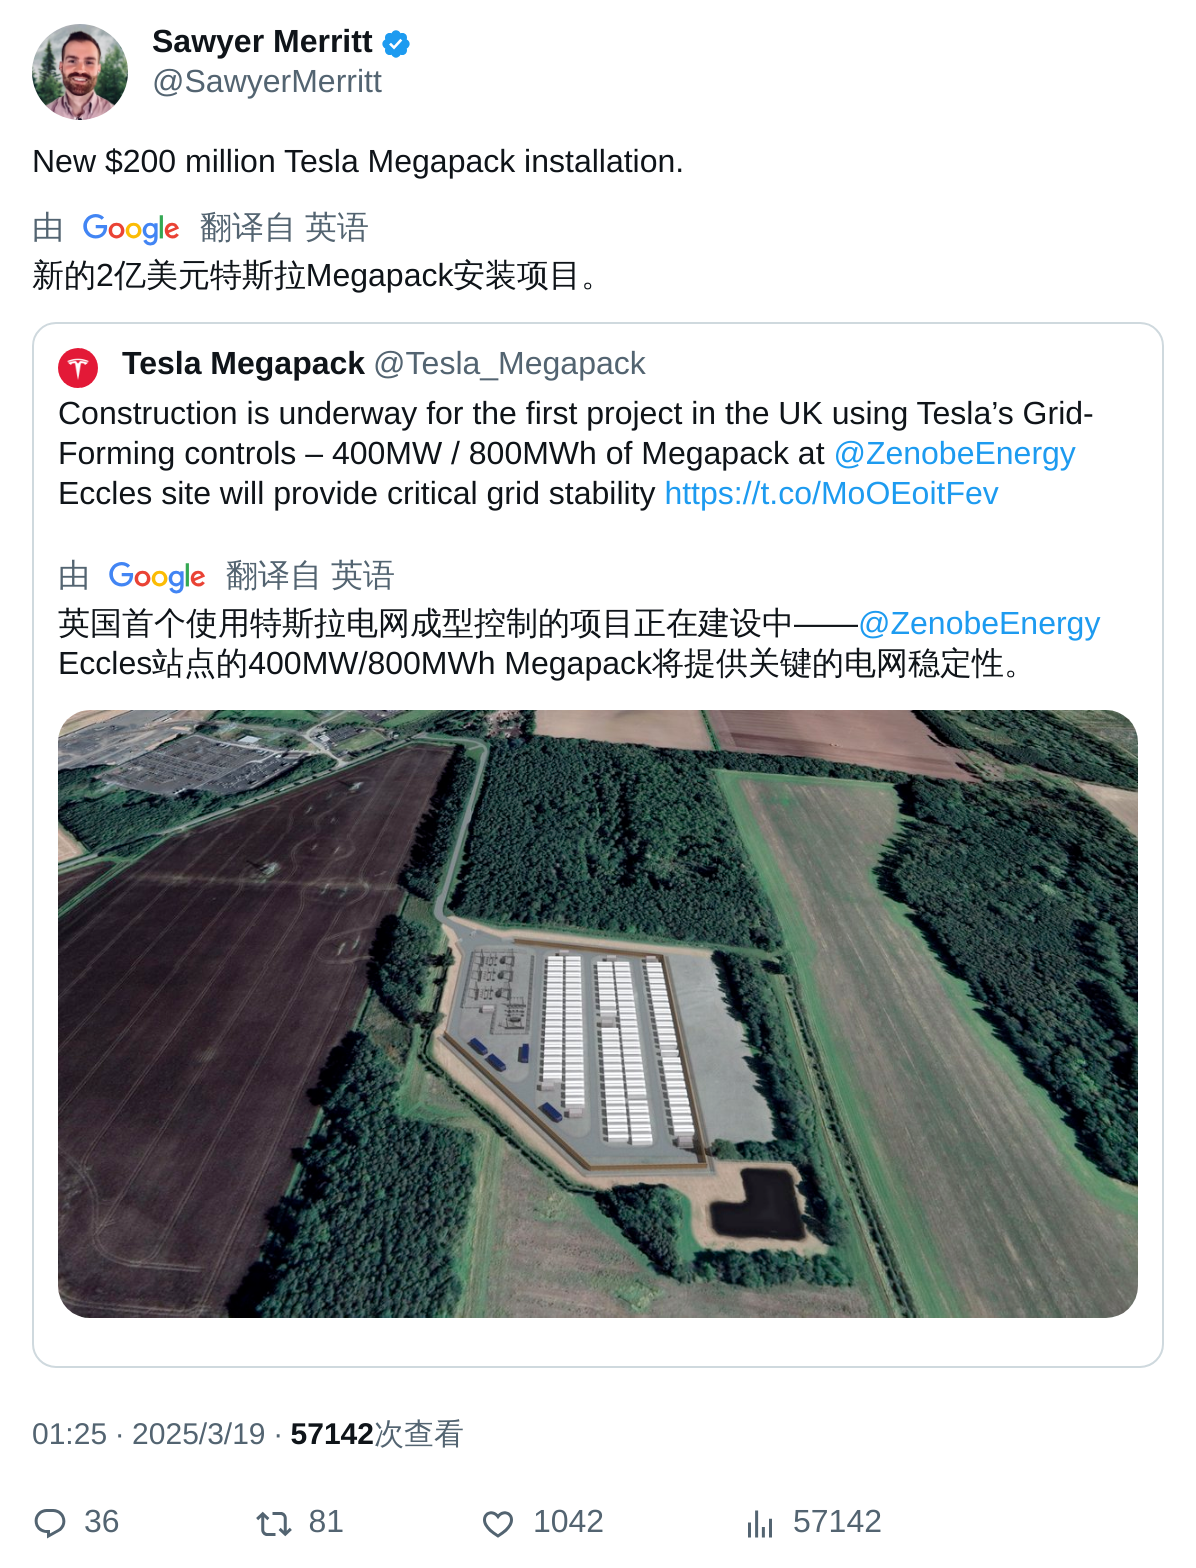 Sawyer Merritt
@SawyerMerritt
New $200 million Tesla Megapack installation.
由 Google 翻译自 英语
新的2亿美元特斯拉Megapack安装项目。
Tesla Megapack @Tesla_Megapack
Construction is underway for the first project in the UK using Tesla’s Grid-
Forming controls – 400MW / 800MWh of Megapack at @ZenobeEnergy
Eccles site will provide critical grid stability https://t.co/MoOEoitFev
由 Google 翻译自 英语
英国首个使用特斯拉电网成型控制的项目正在建设中——@ZenobeEnergy
Eccles站点的400MW/800MWh Megapack将提供关键的电网稳定性。
01:25 · 2025/3/19 · 57142次查看
36 81 1042 57142